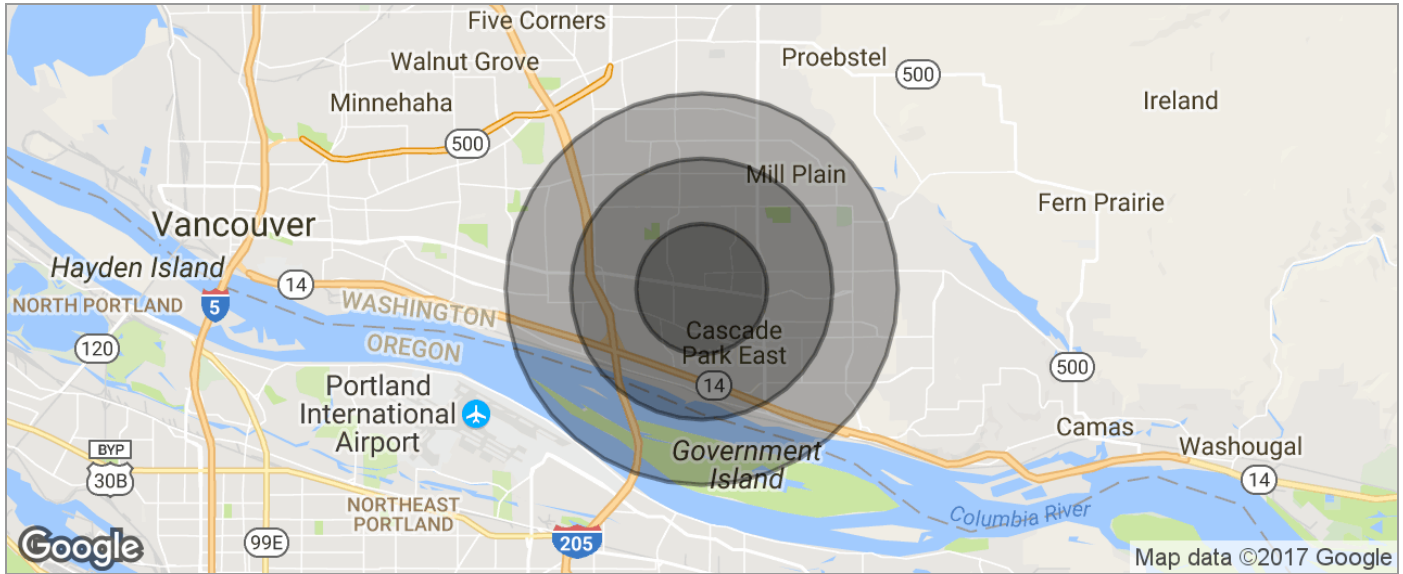 Five Corners
Proebstel
Walnut Grove
500
Ireland
Minnehaha
500
Mill Plain
Fern Prairie
Vancouver
Hayden Island
14
NORTH PORTLAND
5
WASHINGTON
OREGON
120
Cascade
Park East
14
500
Portland
International
Airport
Camas
Washougal
14
Government
Island
BYP
30B
NORTHEAST
PORTLAND
Columbia River
99E
205
Google
Map data ©2017 Google